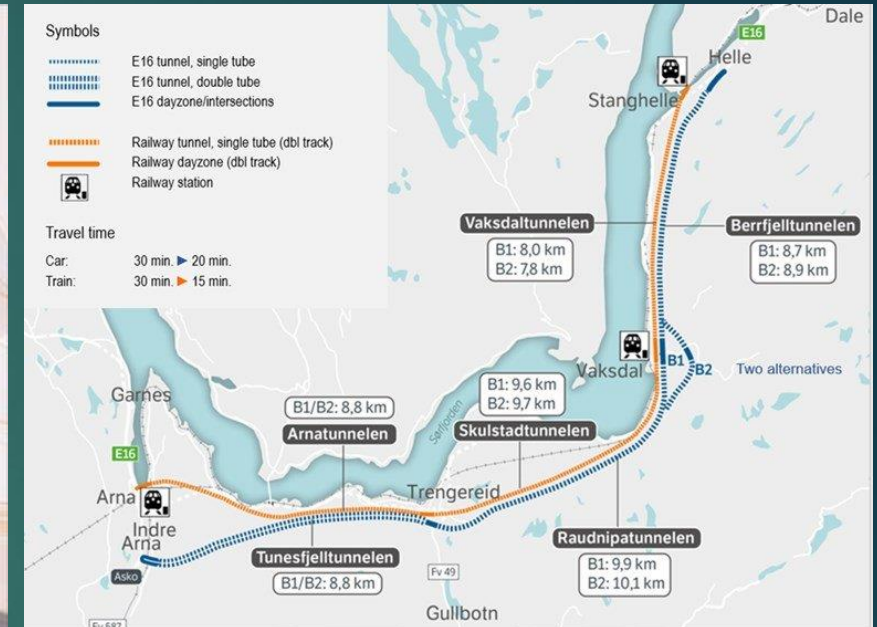 Symbols
E16 tunnel, single tube
E16 tunnel, double tube
E16 dayzone/intersections
Railway tunnel, single tube (dbl track)
Railway dayzone (dbl track)
Railway station
Travel time
Car: 30 min. ▶ 20 min.
Train: 30 min. ▶ 15 min.
Dale
E16
Helle
Stanghelle
Vaksdaltunnelen
B1: 8,0 km
B2: 7,8 km
Berrfjelltunnelen
B1: 8,7 km
B2: 8,9 km
Vaksdal
B1
B2
Two alternatives
Garnes
B1/B2: 8,8 km
Arnatunnelen
Sørfjorden
B1: 9,6 km
B2: 9,7 km
Skulstadtunnelen
E16
Arna
Trengereid
Indre
Arna
Tunesfjelltunnelen
B1/B2: 8,8 km
Raudnipatunnelen
B1: 9,9 km
B2: 10,1 km
Asko
Fv 49
Gullbotn
Fv 587